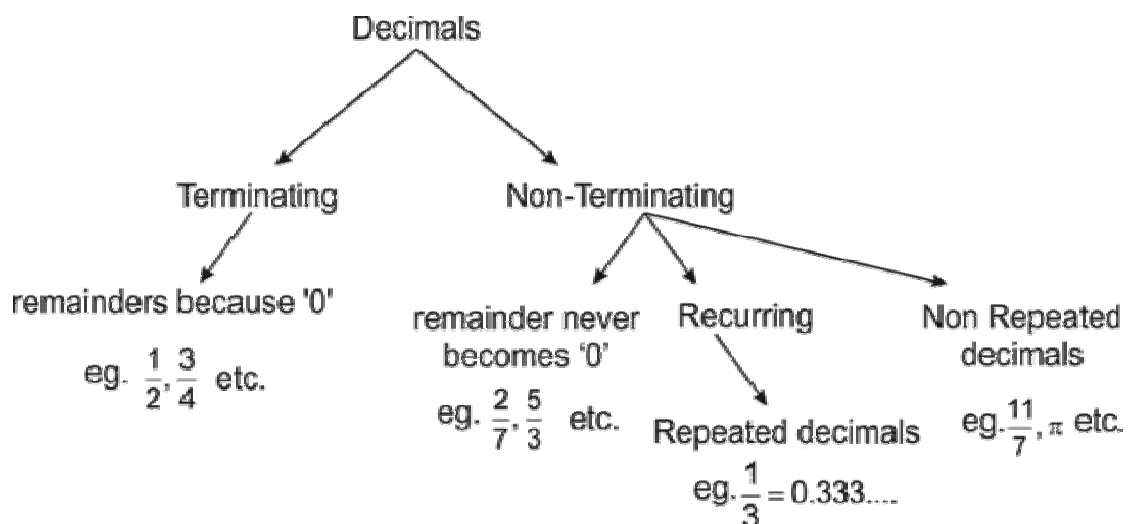 Decimals
Terminating
Non-Terminating
remainders because '0'
eg. 1/2, 3/4 etc.
remainder never
becomes '0'
eg. 2/7, 5/3 etc.
Recurring
Repeated decimals
eg. 1/3 = 0.333....
Non Repeated
decimals
eg. 11/7, π etc.